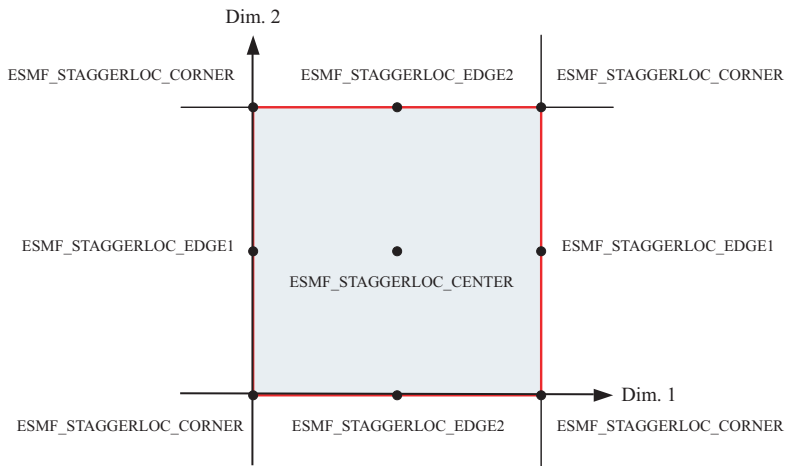 Dim. 2
ESMF_STAGGERLOC_CORNER ESMF_STAGGERLOC_EDGE2 ESMF_STAGGERLOC_CORNER
ESMF_STAGGERLOC_EDGE1 ESMF_STAGGERLOC_EDGE1
ESMF_STAGGERLOC_CENTER
Dim. 1
ESMF_STAGGERLOC_CORNER ESMF_STAGGERLOC_EDGE2 ESMF_STAGGERLOC_CORNER